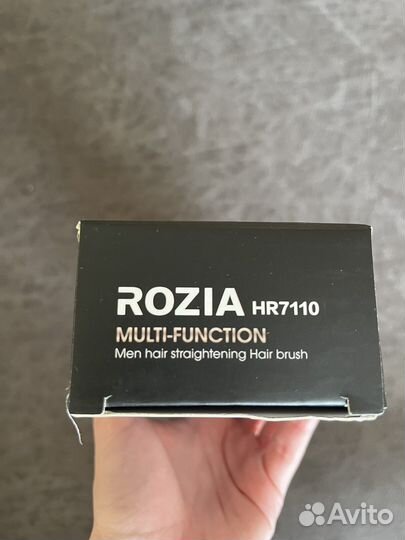 ROZIA HR7110
MULTI-FUNCTION
Men hair straightening Hair brush
Avito